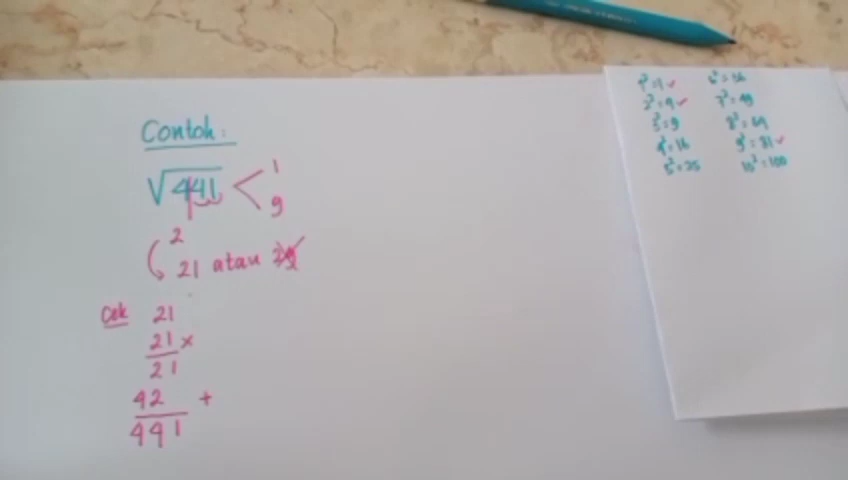 Contoh:
√441 < 1
9
2
21 atau 29
Cek 21
21 x
21
42 +
441
1²=1 ✓ 6²=36
2²=4 ✓ 7²=49
3²=9 8²=64
4²=16 9²=81 ✓
5²=25 10²=100